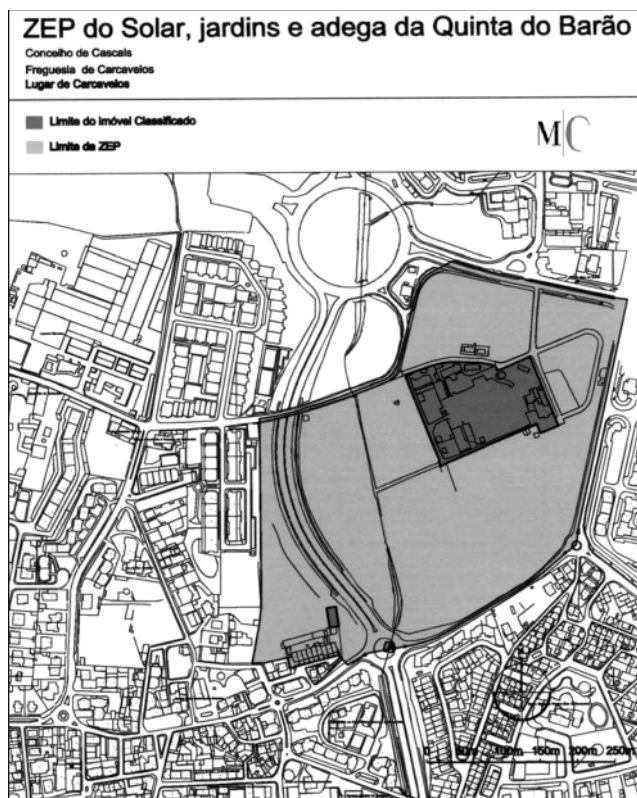 ZEP do Solar, jardins e adega da Quinta do Barão
Concelho de Cascais
Freguesia de Carcavelos
Lugar de Carcavelos
Limite do Imóvel Classificado
Limite da ZEP
M|C
0 50m 100m 150m 200m 250m